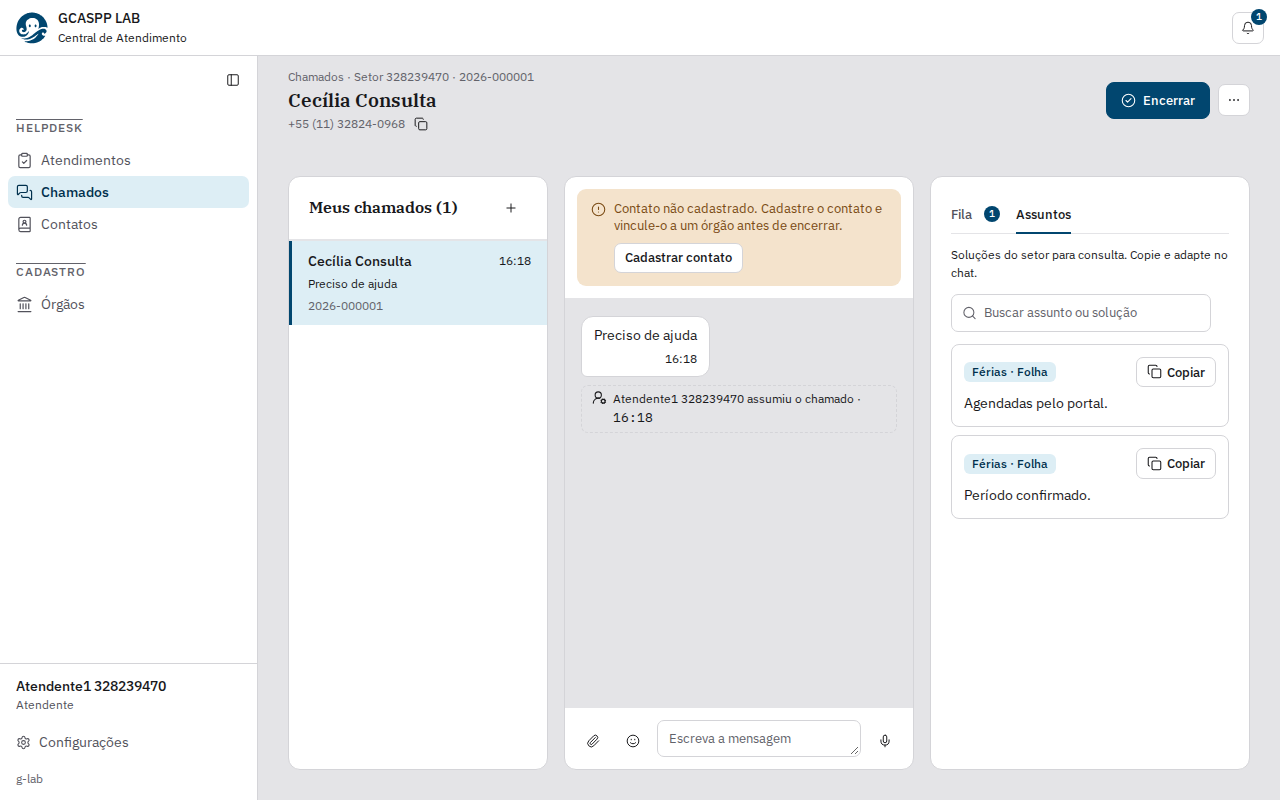 GCASPP LAB
Central de Atendimento
1
HELPDESK
Atendimentos
Chamados
Contatos
CADASTRO
Órgãos
Atendente1 328239470
Atendente
Configurações
g-lab
Chamados · Setor 328239470 · 2026-000001
Cecília Consulta
+55 (11) 32824-0968
Encerrar
Meus chamados (1)
Cecília Consulta 16:18
Preciso de ajuda
2026-000001
Contato não cadastrado. Cadastre o contato e
vincule-o a um órgão antes de encerrar.
Cadastrar contato
Preciso de ajuda
16:18
Atendente1 328239470 assumiu o chamado ·
16:18
Escreva a mensagem
Fila 1 Assuntos
Soluções do setor para consulta. Copie e adapte no
chat.
Buscar assunto ou solução
Férias · Folha Copiar
Agendadas pelo portal.
Férias · Folha Copiar
Período confirmado.